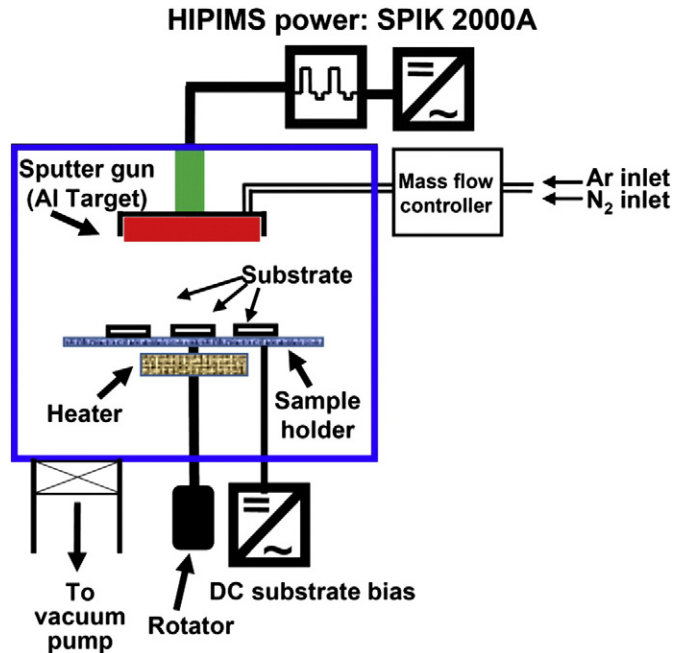 HIPIMS power: SPIK 2000A
Sputter gun
(Al Target)
Mass flow
controller
Ar inlet
N₂ inlet
Substrate
Heater
Sample
holder
DC substrate bias
To
vacuum
pump
Rotator